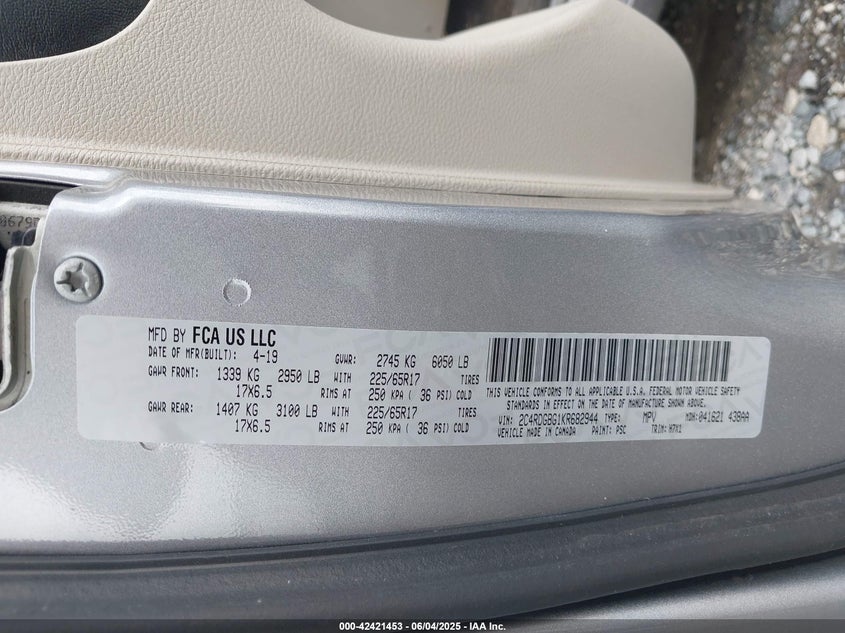 MFD BY FCA US LLC
DATE OF MFR(BUILT): 4-19 GVWR: 2745 KG 6050 LB
GAWR FRONT: 1339 KG 2950 LB WITH 225/65R17 TIRES
17X6.5 RIMS AT 250 KPA ( 36 PSI) COLD
GAWR REAR: 1407 KG 3100 LB WITH 225/65R17 TIRES
17X6.5 RIMS AT 250 KPA ( 36 PSI) COLD
THIS VEHICLE CONFORMS TO ALL APPLICABLE U.S.A. FEDERAL MOTOR VEHICLE SAFETY
STANDARDS IN EFFECT ON THE DATE OF MANUFACTURE SHOWN ABOVE.
VIN: 2C4RDGBG1KR682944 TYPE: MPV MDH: 041621 43BAA
VEHICLE MADE IN CANADA PAINT: PSC TRIM: H7X1
000-42421453 - 06/04/2025 - IAA Inc.